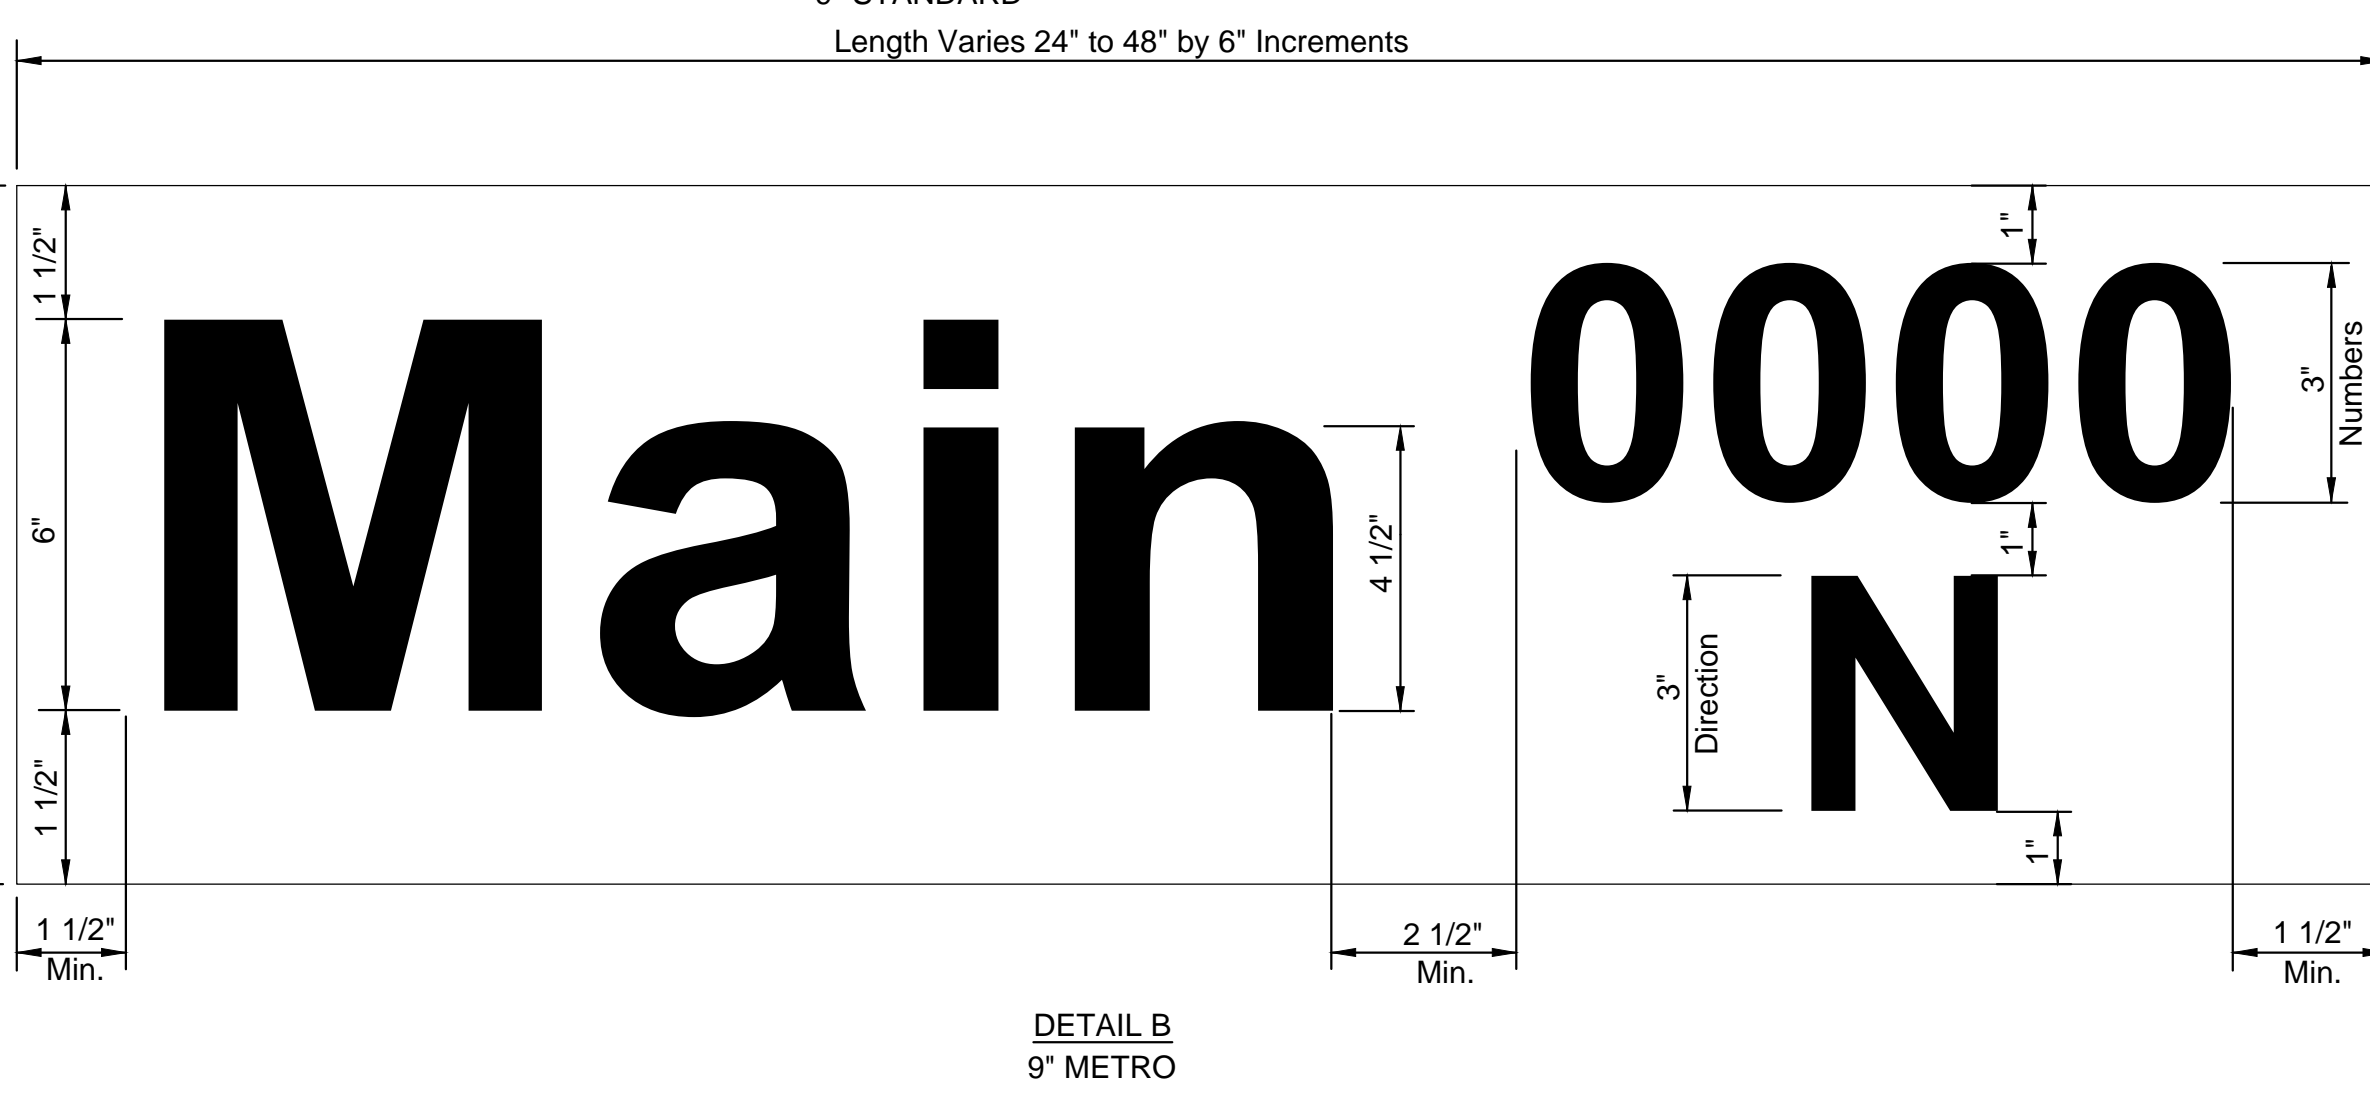 Length Varies 24" to 48" by 6" Increments
1 1/2"
6"
1 1/2"
Main
4 1/2"
0000
1"
3"
Numbers
1"
N
3"
Direction
1"
1 1/2"
Min.
2 1/2"
Min.
1 1/2"
Min.
DETAIL B
9" METRO